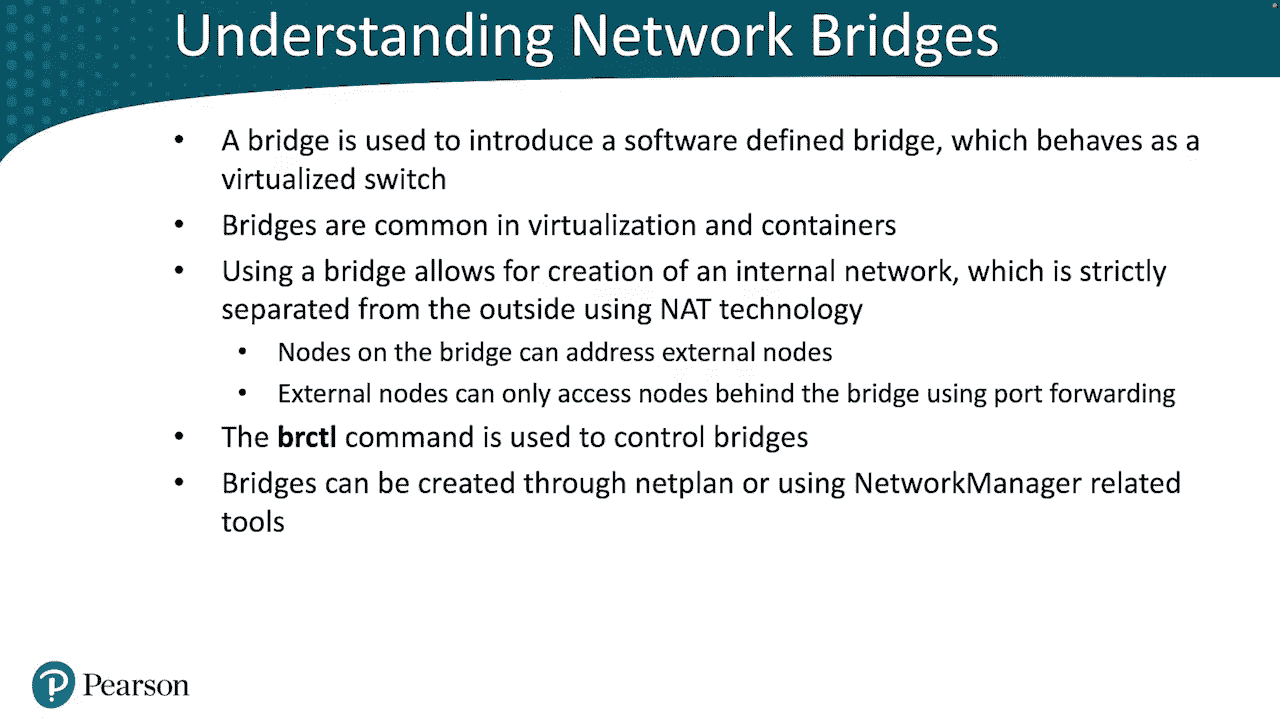 Understanding Network Bridges
• A bridge is used to introduce a software defined bridge, which behaves as a
virtualized switch
• Bridges are common in virtualization and containers
• Using a bridge allows for creation of an internal network, which is strictly
separated from the outside using NAT technology
• Nodes on the bridge can address external nodes
• External nodes can only access nodes behind the bridge using port forwarding
• The brctl command is used to control bridges
• Bridges can be created through netplan or using NetworkManager related
tools
Pearson